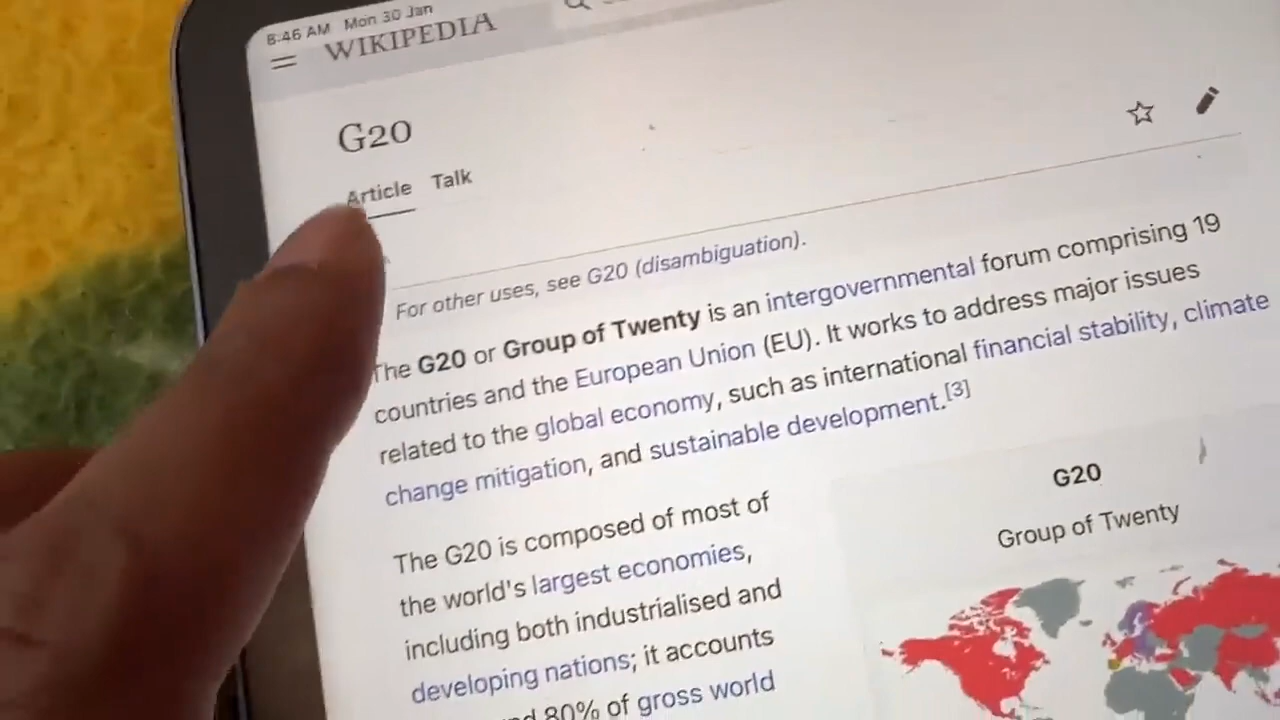 8:46 AM Mon 30 Jan
WIKIPEDIA
G20
Article Talk
For other uses, see G20 (disambiguation).
The G20 or Group of Twenty is an intergovernmental forum comprising 19
countries and the European Union (EU). It works to address major issues
related to the global economy, such as international financial stability, climate
change mitigation, and sustainable development.[3]
The G20 is composed of most of
the world's largest economies,
including both industrialised and
developing nations; it accounts
80% of gross world
G20
Group of Twenty